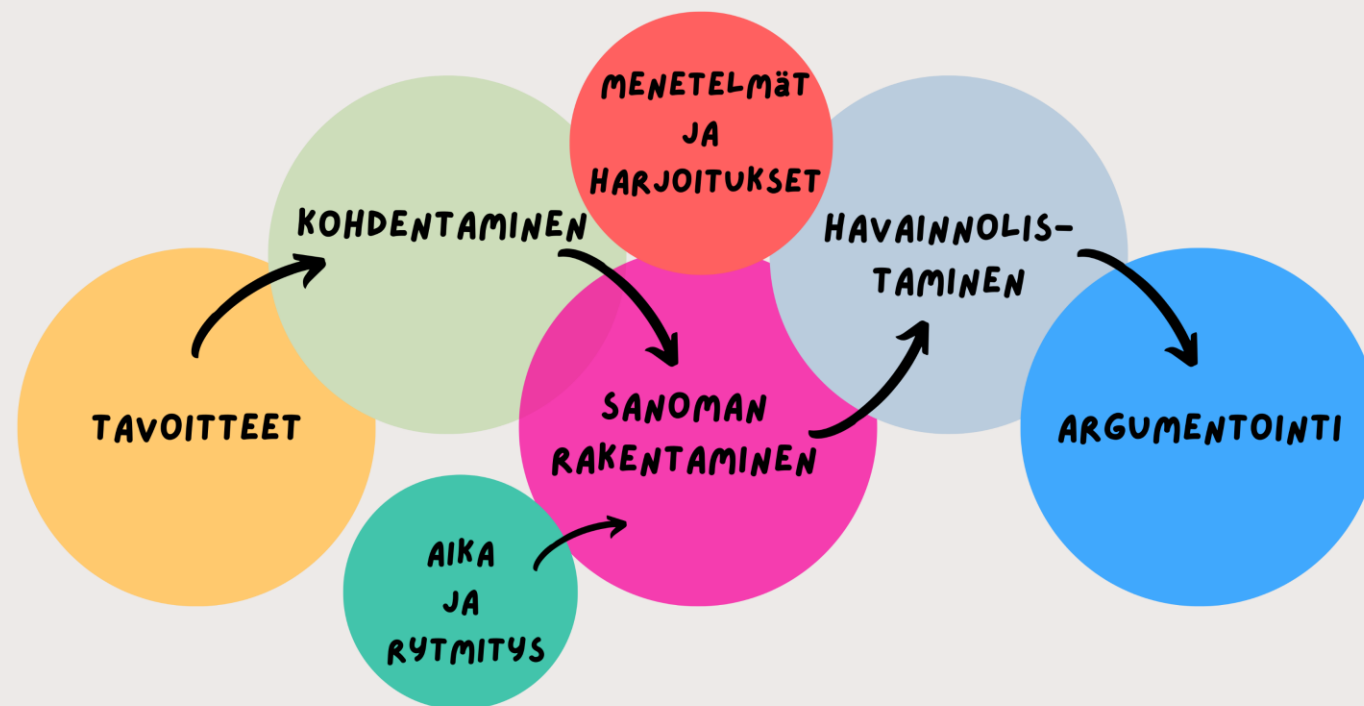 TAVOITTEET
KOHDENTAMINEN
MENETELMÄT
JA
HARJOITUKSET
SANOMAN
RAKENTAMINEN
AIKA
JA
RYTMITYS
HAVAINNOLIS-
TAMINEN
ARGUMENTOINTI